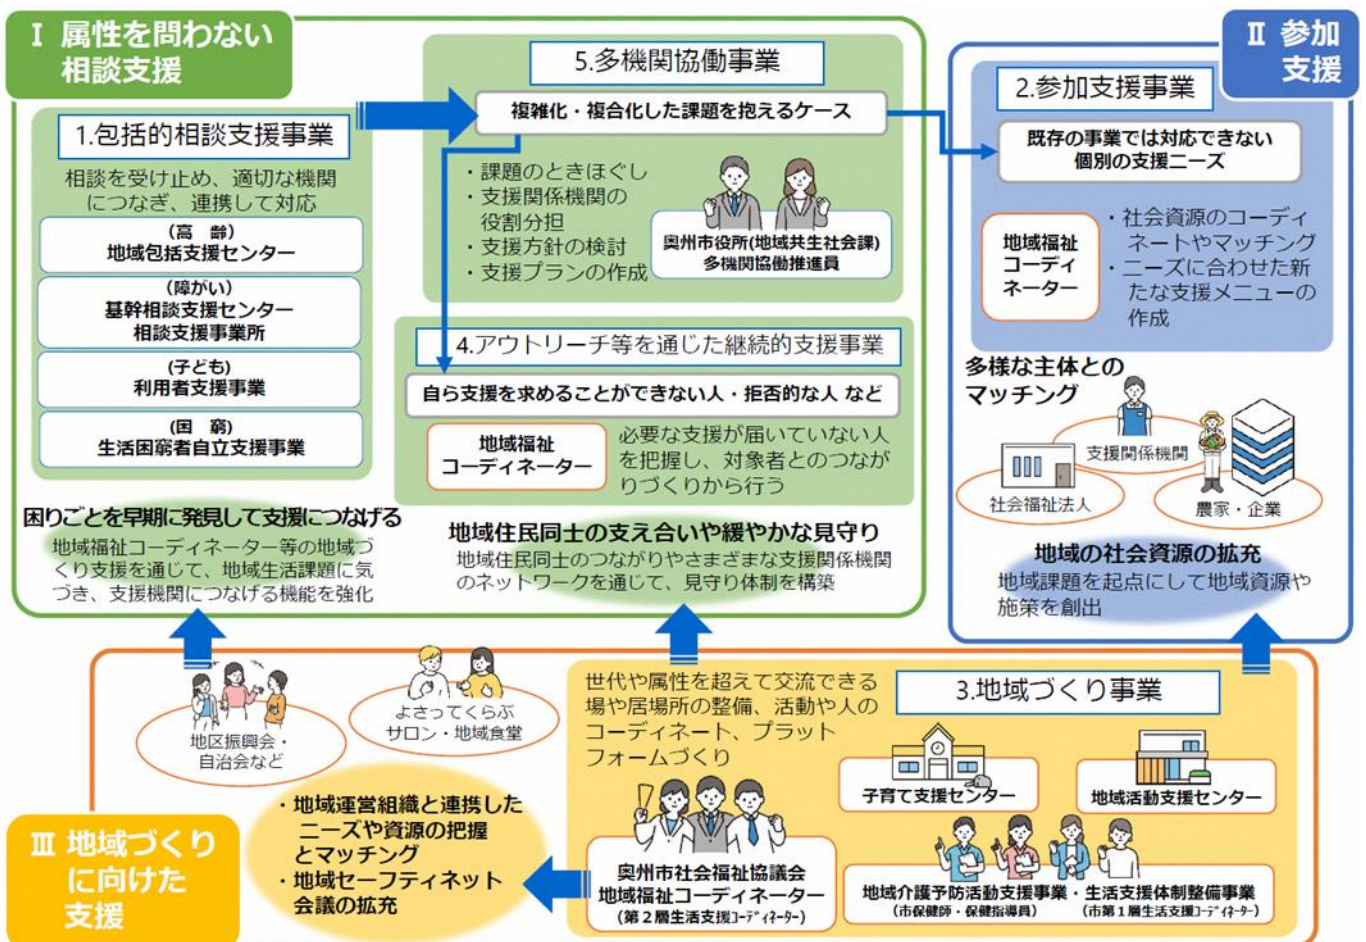 Ⅰ 属性を問わない
相談支援
1.包括的相談支援事業
相談を受け止め、適切な機関
につなぎ、連携して対応
(高　齢)
地域包括支援センター
(障がい)
基幹相談支援センター
相談支援事業所
(子ども)
利用者支援事業
(困　窮)
生活困窮者自立支援事業
困りごとを早期に発見して支援につなげる
地域福祉コーディネーター等の地域づ
くり支援を通じて、地域生活課題に気
づき、支援機関につなげる機能を強化
5.多機関協働事業
複雑化・複合化した課題を抱えるケース
・課題のときほぐし
・支援関係機関の
役割分担
・支援方針の検討
・支援プランの作成
奥州市役所(地域共生社会課)
多機関協働推進員
4.アウトリーチ等を通じた継続的支援事業
自ら支援を求めることができない人・拒否的な人 など
地域福祉
コーディネーター
必要な支援が届いていない人
を把握し、対象者とのつなが
りづくりから行う
地域住民同士の支え合いや緩やかな見守り
地域住民同士のつながりやさまざまな支援関係機関
のネットワークを通じて、見守り体制を構築
Ⅱ 参加
支援
2.参加支援事業
既存の事業では対応できない
個別の支援ニーズ
地域福祉
コーディ
ネーター
・社会資源のコーディ
ネートやマッチング
・ニーズに合わせた新
たな支援メニューの
作成
多様な主体との
マッチング
支援関係機関
社会福祉法人
農家・企業
地域の社会資源の拡充
地域課題を起点にして地域資源や
施策を創出
Ⅲ 地域づくり
に向けた
支援
地区振興会・
自治会など
よさってくらぶ
サロン・地域食堂
・地域運営組織と連携した
ニーズや資源の把握
とマッチング
・地域セーフティネット
会議の拡充
世代や属性を超えて交流できる
場や居場所の整備、活動や人の
コーディネート、プラット
フォームづくり
3.地域づくり事業
奥州市社会福祉協議会
地域福祉コーディネーター
(第２層生活支援ｺｰﾃﾞｨﾈｰﾀｰ)
子育て支援センター
地域活動支援センター
地域介護予防活動支援事業・生活支援体制整備事業
(市保健師・保健指導員)
(市第１層生活支援ｺｰﾃﾞｨﾈｰﾀｰ)